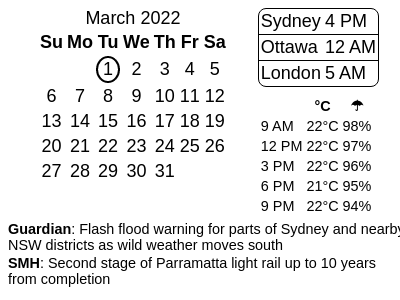 March 2022
Su Mo Tu We Th Fr Sa
1 2 3 4 5
6 7 8 9 10 11 12
13 14 15 16 17 18 19
20 21 22 23 24 25 26
27 28 29 30 31
Sydney 4 PM
Ottawa 12 AM
London 5 AM
°C ☂
9 AM 22°C 98%
12 PM 22°C 97%
3 PM 22°C 96%
6 PM 21°C 95%
9 PM 22°C 94%
Guardian: Flash flood warning for parts of Sydney and nearby
NSW districts as wild weather moves south
SMH: Second stage of Parramatta light rail up to 10 years
from completion